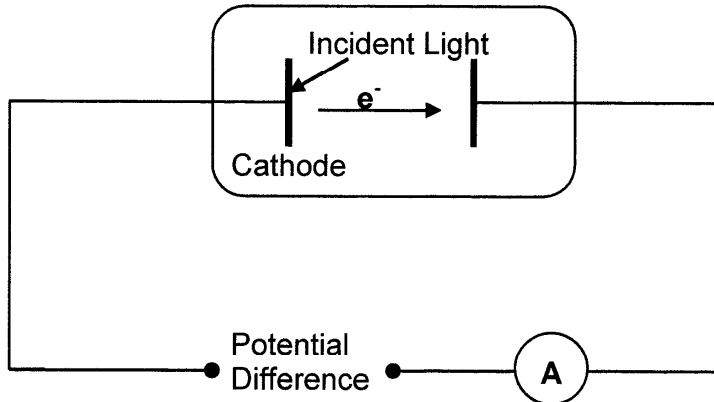 Incident Light
e⁻
Cathode
Potential
Difference
A